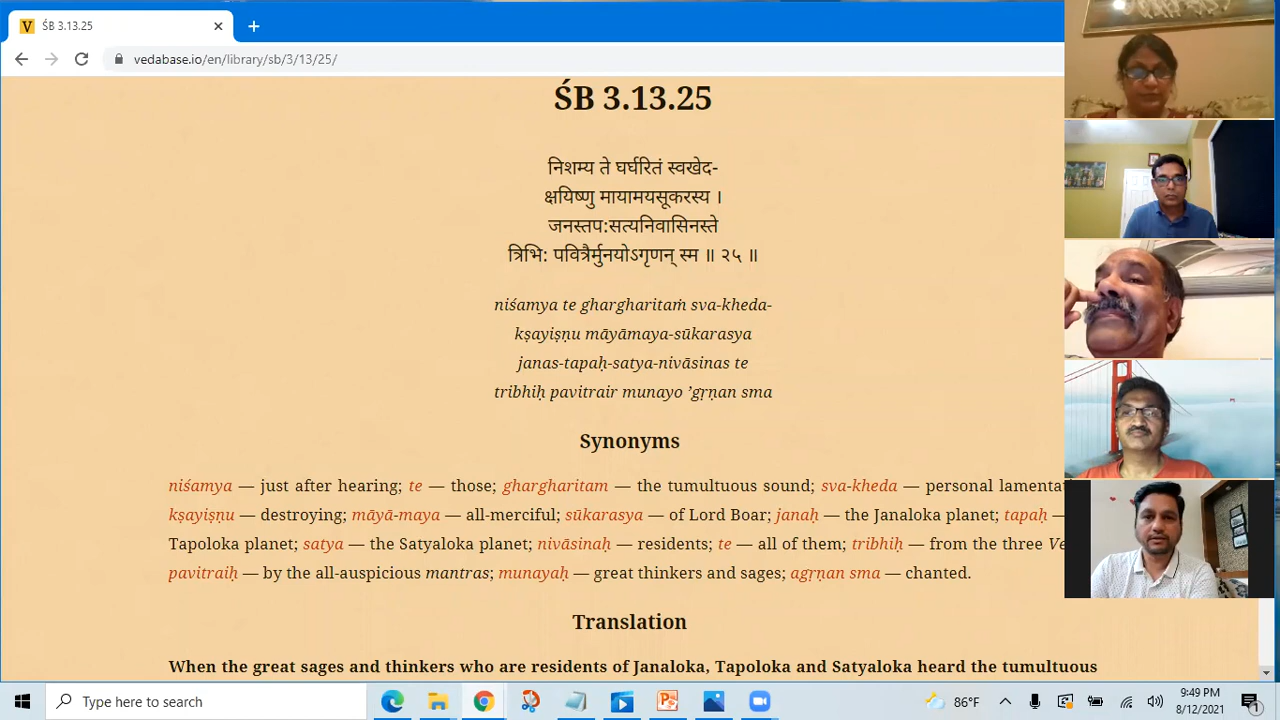 ŚB 3.13.25
vedabase.io/en/library/sb/3/13/25/
ŚB 3.13.25
निशम्य ते घर्घरितं स्वखेद-
क्षयिष्णु मायामयसूकरस्य ।
जनस्तप:सत्यनिवासिनस्ते
त्रिभि: पवित्रैर्मुनयोऽगृणन् स्म ॥ २५ ॥
niśamya te ghargharitaṁ sva-kheda-
kṣayiṣṇu māyāmaya-sūkarasya
janas-tapaḥ-satya-nivāsinas te
tribhiḥ pavitrair munayo ’gṛṇan sma
Synonyms
niśamya — just after hearing; te — those; ghargharitam — the tumultuous sound; sva-kheda — personal
kṣayiṣṇu — destroying; māyā-maya — all-merciful; sūkarasya — of Lord Boar; janaḥ — the Janaloka planet; tapaḥ —
Tapoloka planet; satya — the Satyaloka planet; nivāsinaḥ — residents; te — all of them; tribhiḥ — from the three
pavitraiḥ — by the all-auspicious mantras; munayaḥ — great thinkers and sages; agṛṇan sma — chanted.
Translation
When the great sages and thinkers who are residents of Janaloka, Tapoloka and Satyaloka heard the tumultuous
Type here to search
86°F
9:49 PM
8/12/2021